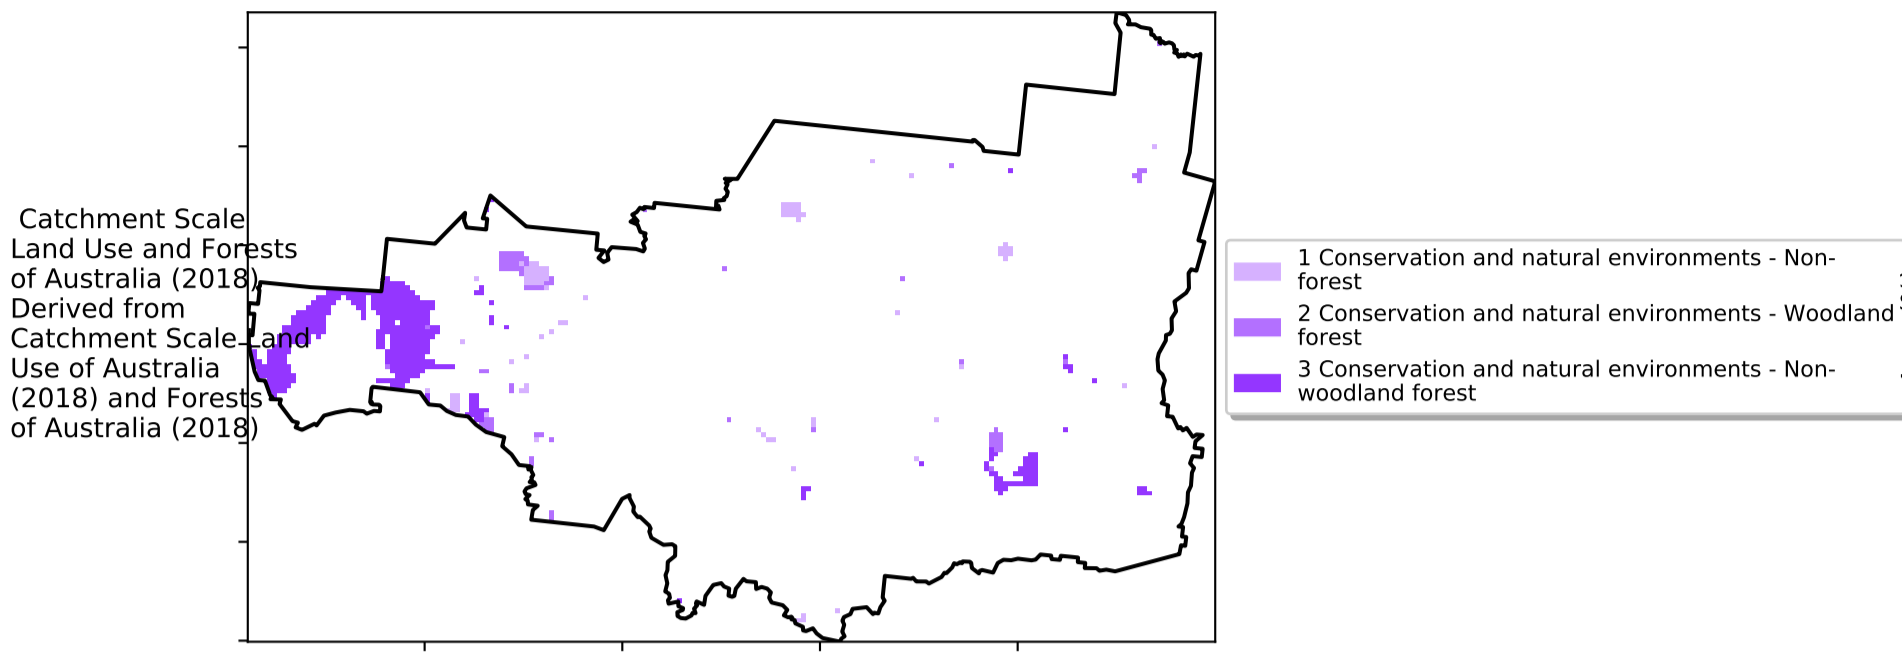 Catchment Scale
Land Use and Forests
of Australia (2018)
Derived from
Catchment Scale Land
Use of Australia
(2018) and Forests
of Australia (2018)
1 Conservation and natural environments - Non-
forest
2 Conservation and natural environments - Woodland
forest
3 Conservation and natural environments - Non-
woodland forest